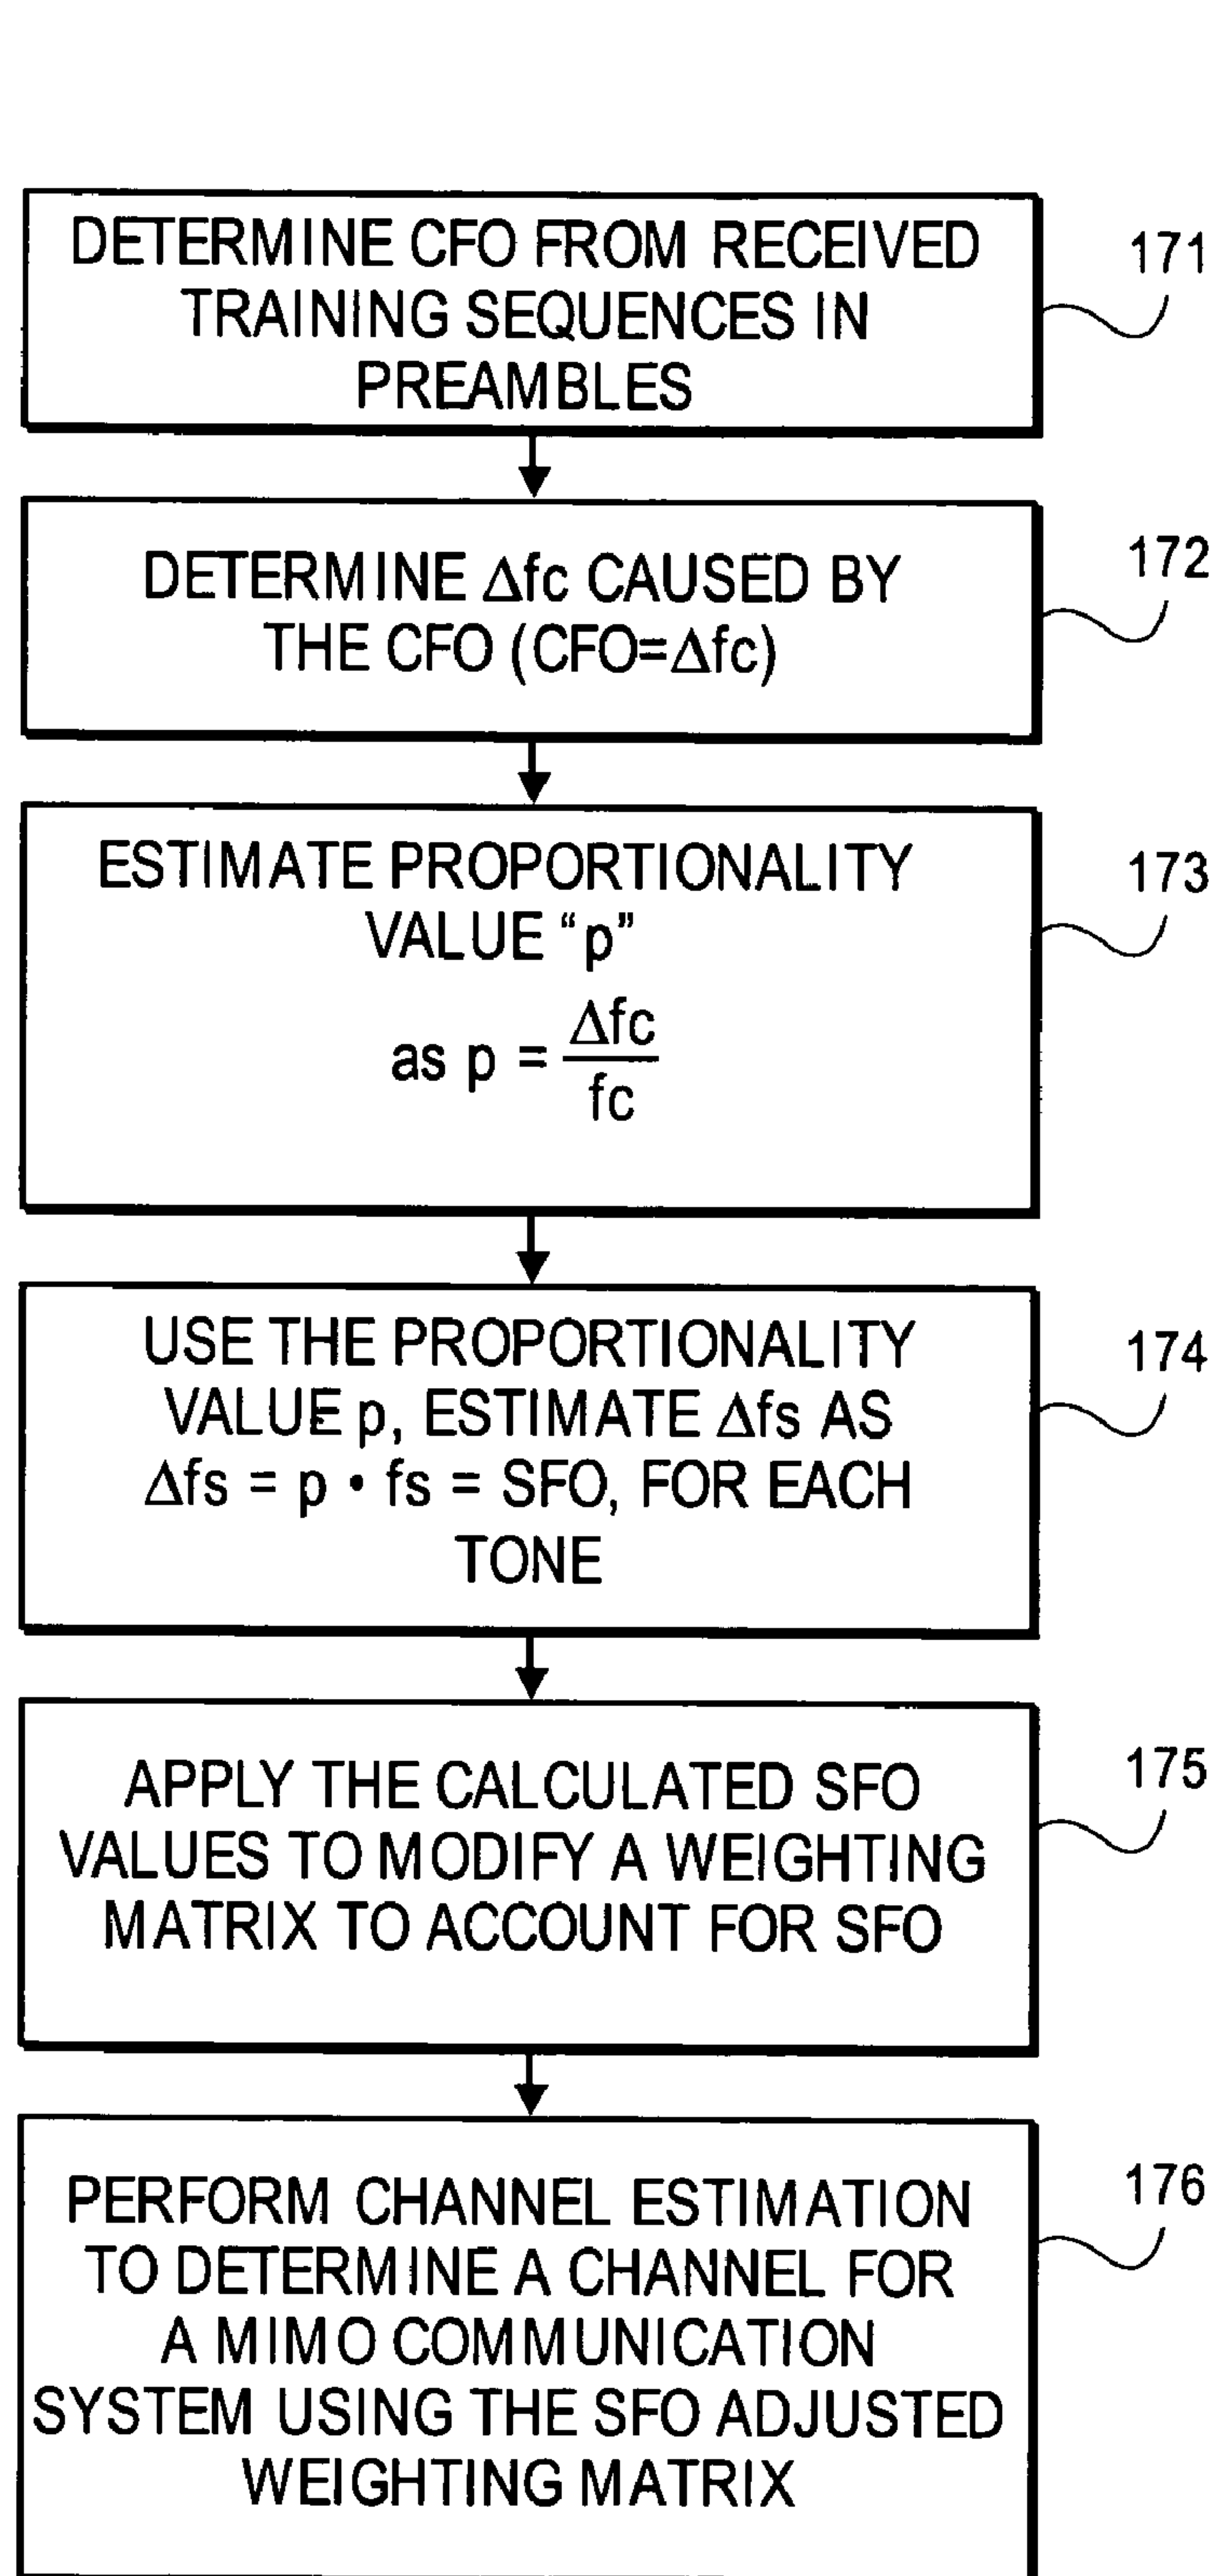 DETERMINE CFO FROM RECEIVED
TRAINING SEQUENCES IN
PREAMBLES
171
DETERMINE Δfc CAUSED BY
THE CFO (CFO=Δfc)
172
ESTIMATE PROPORTIONALITY
VALUE “p”
as p = Δfc/fc
173
USE THE PROPORTIONALITY
VALUE p, ESTIMATE Δfs AS
Δfs = p • fs = SFO, FOR EACH
TONE
174
APPLY THE CALCULATED SFO
VALUES TO MODIFY A WEIGHTING
MATRIX TO ACCOUNT FOR SFO
175
PERFORM CHANNEL ESTIMATION
TO DETERMINE A CHANNEL FOR
A MIMO COMMUNICATION
SYSTEM USING THE SFO ADJUSTED
WEIGHTING MATRIX
176